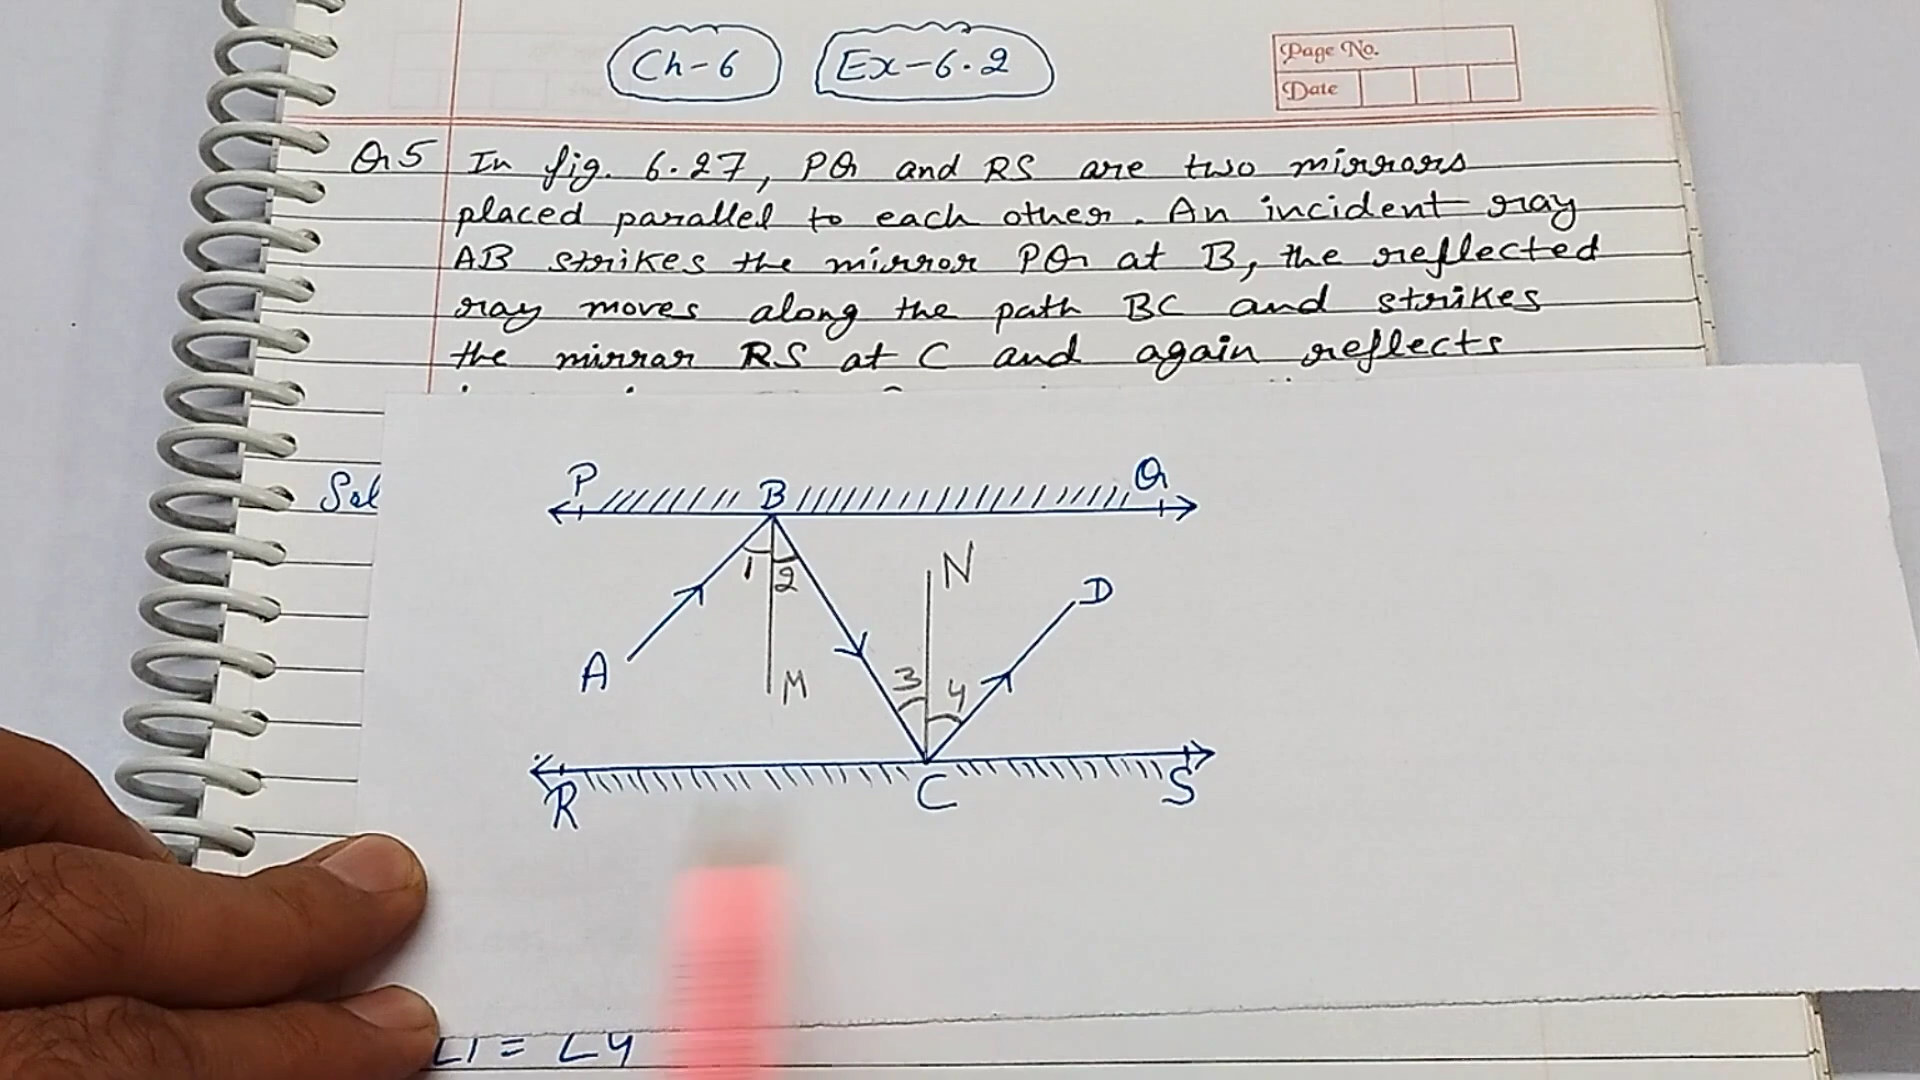 Ch-6 Ex-6.2
Page No.
Date
Q5 In fig. 6.27, PQ and RS are two mirrors
placed parallel to each other. An incident ray
AB strikes the mirror PQ at B, the reflected
ray moves along the path BC and strikes
the mirrar RS at C and again reflects
Sol
P B Q
1 2 N
D
A M 3 4
R C S
∠1 = ∠4